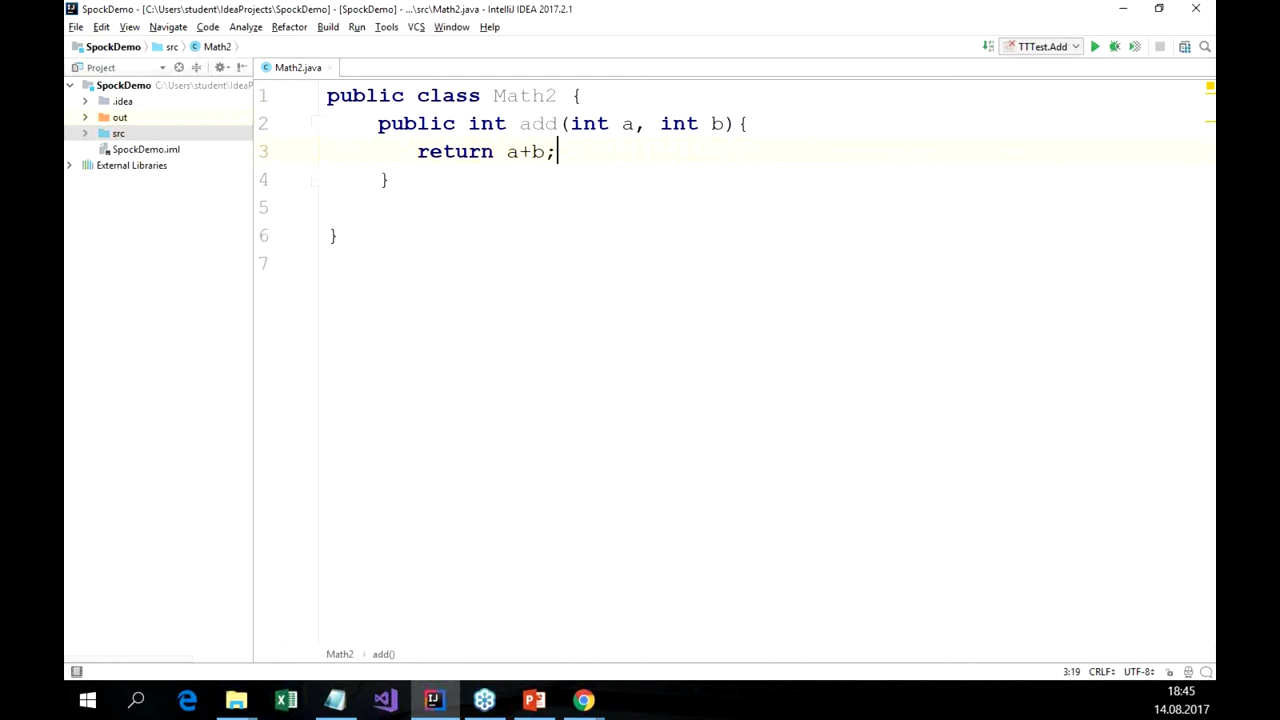 SpockDemo - [C:\Users\student\IdeaProjects\SpockDemo] - [SpockDemo] - ...\src\Math2.java - IntelliJ IDEA 2017.2.1
File Edit View Navigate Code Analyze Refactor Build Run Tools VCS Window Help
SpockDemo src Math2 TTTest.Add
Project Math2.java
SpockDemo C:\Users\student\IdeaP
.idea
out
src
SpockDemo.iml
External Libraries
1 public class Math2 {
2 public int add(int a, int b){
3 return a+b;
4 }
5
6 }
7
Math2 add()
3:19 CRLF UTF-8
18:45
14.08.2017